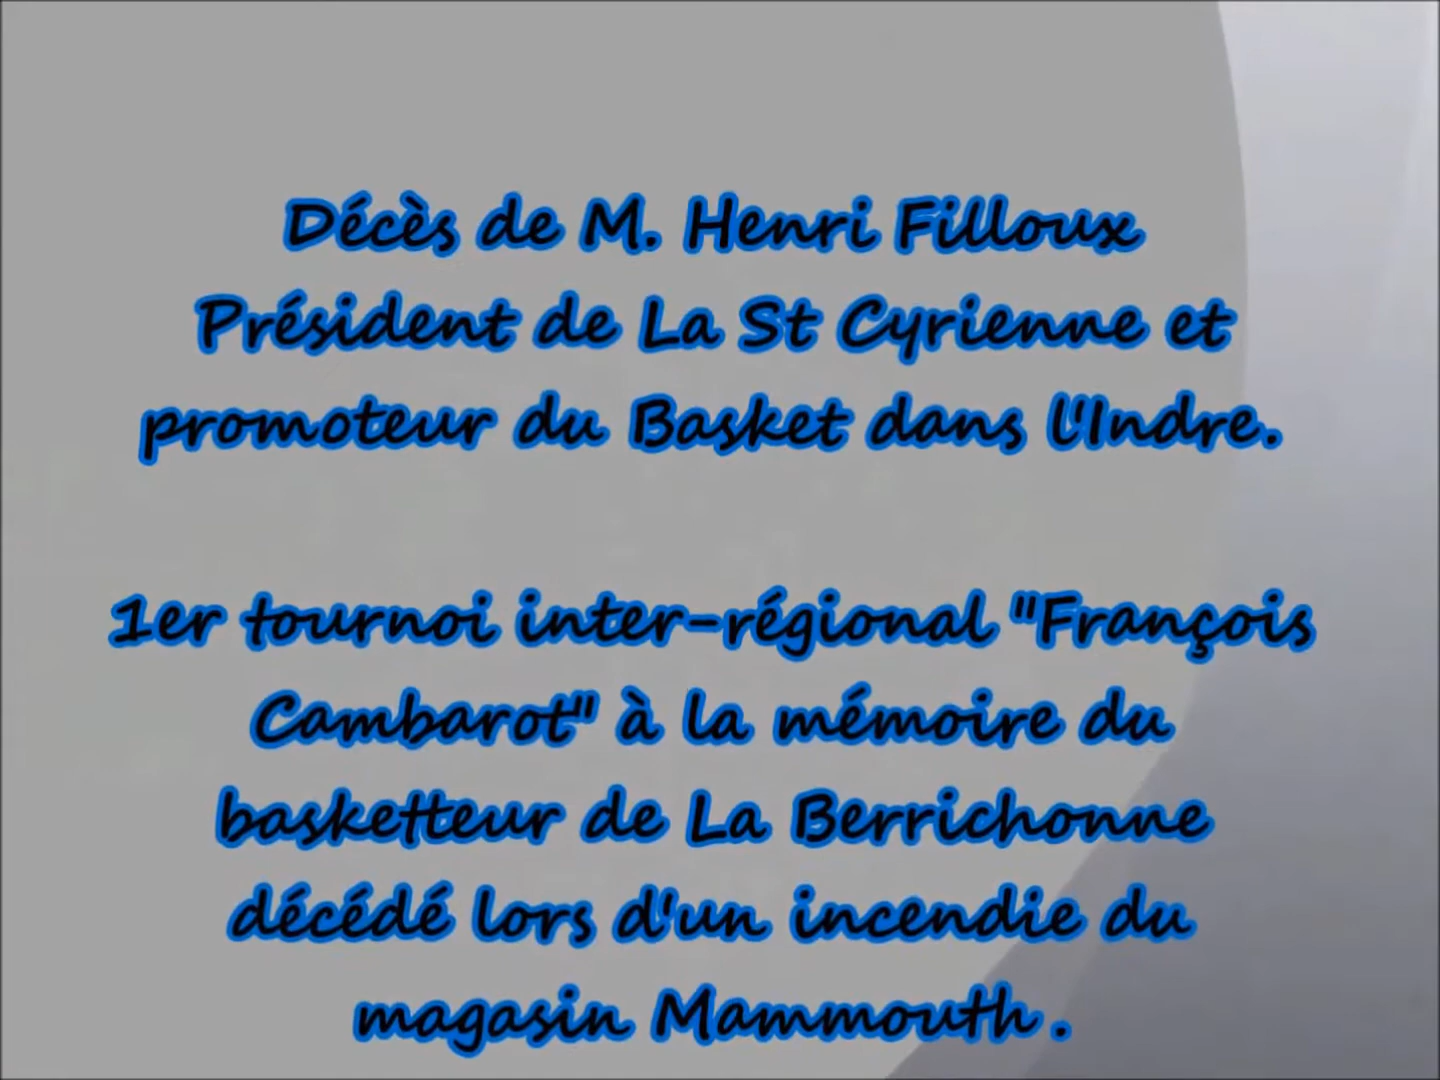 Décès de M. Henri Filloux
Président de La St Cyrienne et
promoteur du Basket dans l'Indre.
1er tournoi inter-régional "François
Cambarot" à la mémoire du
basketteur de La Berrichonne
décédé lors d'un incendie du
magasin Mammouth .